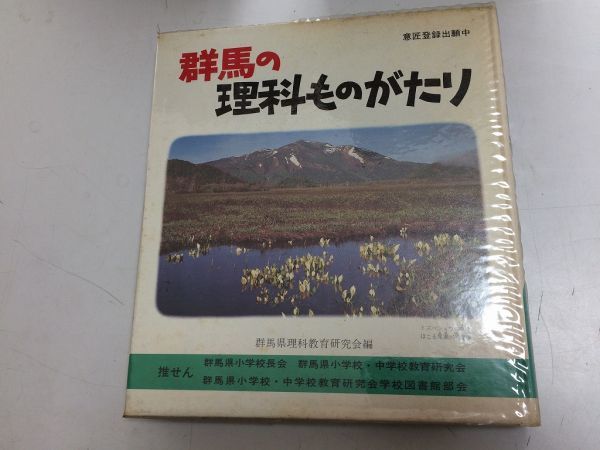 意匠登録出願中
群馬の
理科ものがたり
群馬県理科教育研究会編
推せん
群馬県小学校長会 群馬県小学校・中学校教育研究会
群馬県小学校・中学校教育研究会学校図書館部会